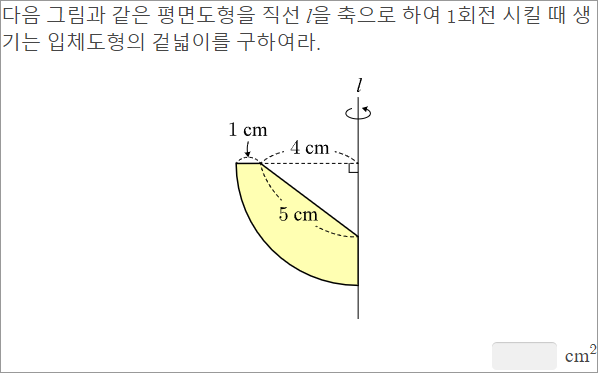 다음 그림과 같은 평면도형을 직선 l을 축으로 하여 1회전 시킬 때 생
기는 입체도형의 겉넓이를 구하여라.
l
1 cm
4 cm
5 cm
cm²